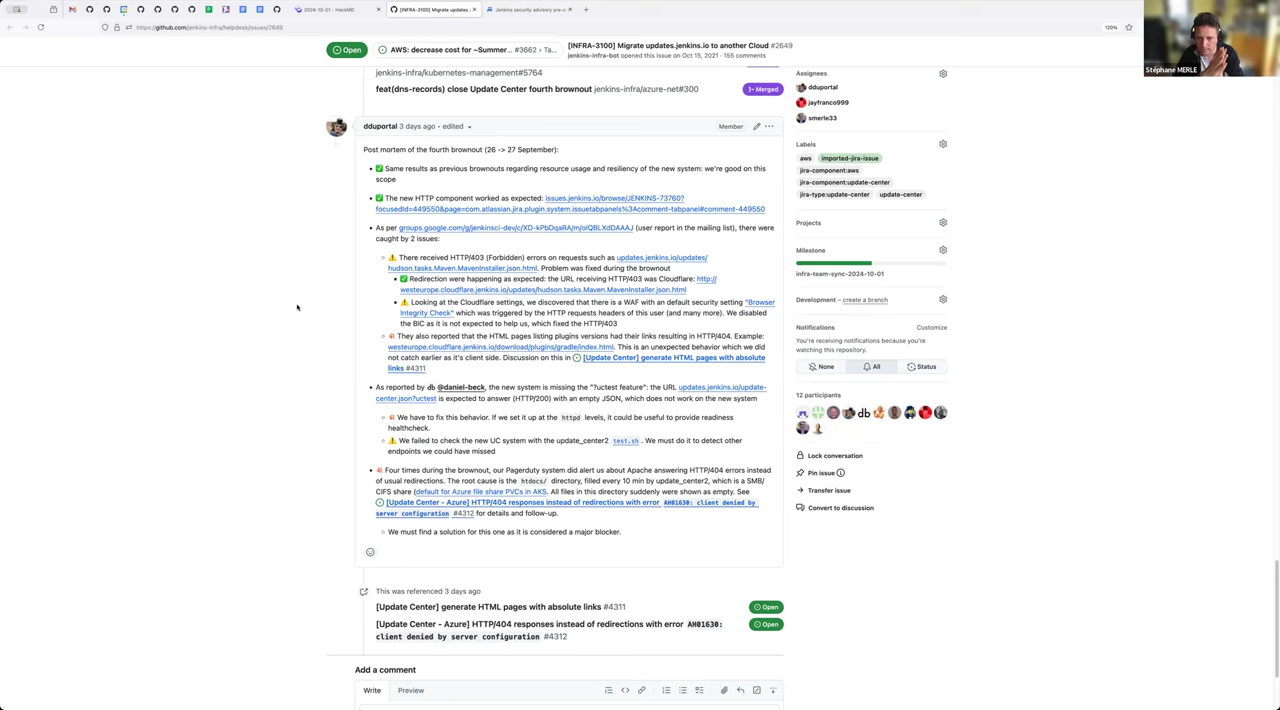 2024-10-01 - HackMD
[INFRA-3100] Migrate updates.
Jenkins security advisory pre-
https://github.com/jenkins-infra/helpdesk/issues/2649
120%
Stéphane MERLE
Open
AWS: decrease cost for ~Summer... #3662 › Ta...
[INFRA-3100] Migrate updates.jenkins.io to another Cloud #2649
jenkins-infra-bot opened this issue on Oct 15, 2021 · 155 comments
jenkins-infra/kubernetes-management#5764
feat(dns-records) close Update Center fourth brownout jenkins-infra/azure-net#300
Merged
dduportal 3 days ago · edited
Member
Post mortem of the fourth brownout (26 -> 27 September):
Same results as previous brownouts regarding resource usage and resiliency of the new system: we're good on this
scope
The new HTTP component worked as expected: issues.jenkins.io/browse/JENKINS-73760?
focusedId=449550&page=com.atlassian.jira.plugin.system.issuetabpanels%3Acomment-tabpanel#comment-449550
As per groups.google.com/g/jenkinsci-dev/c/XD-kPbDqaRA/m/oIQBLXdDAAAJ (user report in the mailing list), there were
caught by 2 issues:
There received HTTP/403 (Forbidden) errors on requests such as updates.jenkins.io/updates/
hudson.tasks.Maven.MavenInstaller.json.html. Problem was fixed during the brownout
Redirection were happening as expected: the URL receiving HTTP/403 was Cloudflare: http://
westeurope.cloudflare.jenkins.io/updates/hudson.tasks.Maven.MavenInstaller.json.html
Looking at the Cloudflare settings, we discovered that there is a WAF with an default security setting "Browser
Integrity Check" which was triggered by the HTTP requests headers of this user (and many more). We disabled
the BIC as it is not expected to help us, which fixed the HTTP/403
They also reported that the HTML pages listing plugins versions had their links resulting in HTTP/404. Example:
westeurope.cloudflare.jenkins.io/download/plugins/gradle/index.html. This is an unexpected behavior which we did
not catch earlier as it's client side. Discussion on this in [Update Center] generate HTML pages with absolute
links #4311
As reported by db @daniel-beck, the new system is missing the "?uctest feature": the URL updates.jenkins.io/update-
center.json?uctest is expected to answer (HTTP/200) with an empty JSON, which does not work on the new system
We have to fix this behavior. If we set it up at the httpd levels, it could be useful to provide readiness
healthcheck.
We failed to check the new UC system with the update_center2 test.sh . We must do it to detect other
endpoints we could have missed
Four times during the brownout, our Pagerduty system did alert us about Apache answering HTTP/404 errors instead
of usual redirections. The root cause is the htdocs/ directory, filled every 10 min by update_center2, which is a SMB/
CIFS share (default for Azure file share PVCs in AKS. All files in this directory suddenly were shown as empty. See
[Update Center - Azure] HTTP/404 responses instead of redirections with error AH01630: client denied by
server configuration #4312 for details and follow-up.
We must find a solution for this one as it is considered a major blocker.
This was referenced 3 days ago
[Update Center] generate HTML pages with absolute links #4311
Open
[Update Center - Azure] HTTP/404 responses instead of redirections with error AH01630:
client denied by server configuration #4312
Open
Add a comment
Write
Preview
Assignees
dduportal
jayfranco999
smerle33
Labels
aws
imported-jira-issue
jira-component:aws
jira-component:update-center
jira-type:update-center
update-center
Projects
Milestone
infra-team-sync-2024-10-01
Development – create a branch
Notifications
Customize
You're receiving notifications because you're
watching this repository.
None
All
Status
12 participants
db
Lock conversation
Pin issue
Transfer issue
Convert to discussion